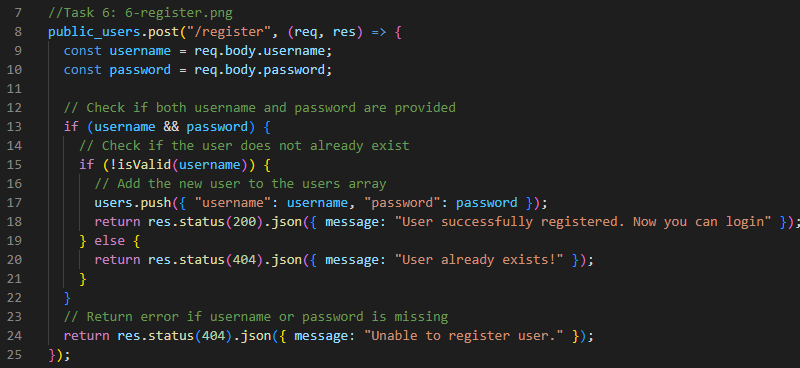 7 //Task 6: 6-register.png
8 public_users.post("/register", (req, res) => {
9   const username = req.body.username;
10   const password = req.body.password;
11
12   // Check if both username and password are provided
13   if (username && password) {
14     // Check if the user does not already exist
15     if (!isValid(username)) {
16       // Add the new user to the users array
17       users.push({ "username": username, "password": password });
18       return res.status(200).json({ message: "User successfully registered. Now you can login" });
19     } else {
20       return res.status(404).json({ message: "User already exists!" });
21     }
22   }
23   // Return error if username or password is missing
24   return res.status(404).json({ message: "Unable to register user." });
25 });